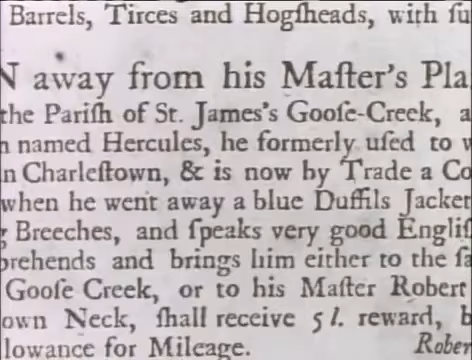 Barrels, Tirces and Hogſheads, with ſu
N away from his Maſter's Pla
the Pariſh of St. James's Gooſe-Creek, a
n named Hercules, he formerly uſed to w
n Charleſtown, & is now by Trade a Co
when he went away a blue Duffils Jacket
g Breeches, and ſpeaks very good Engliſ
prehends and brings him either to the ſa
Gooſe Creek, or to his Maſter Robert
own Neck, ſhall receive 5 l. reward, b
lowance for Mileage. Rober